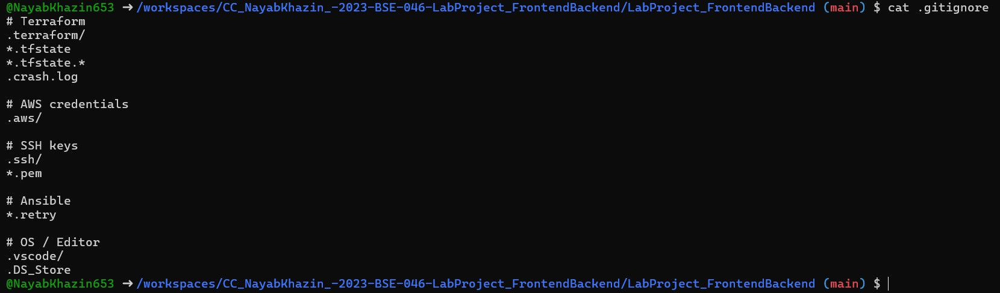 @NayabKhazin653 ➜ /workspaces/CC_NayabKhazin_-2023-BSE-046-LabProject_FrontendBackend/LabProject_FrontendBackend (main) $ cat .gitignore
# Terraform
.terraform/
*.tfstate
*.tfstate.*
.crash.log
# AWS credentials
.aws/
# SSH keys
.ssh/
*.pem
# Ansible
*.retry
# OS / Editor
.vscode/
.DS_Store
@NayabKhazin653 ➜ /workspaces/CC_NayabKhazin_-2023-BSE-046-LabProject_FrontendBackend/LabProject_FrontendBackend (main) $